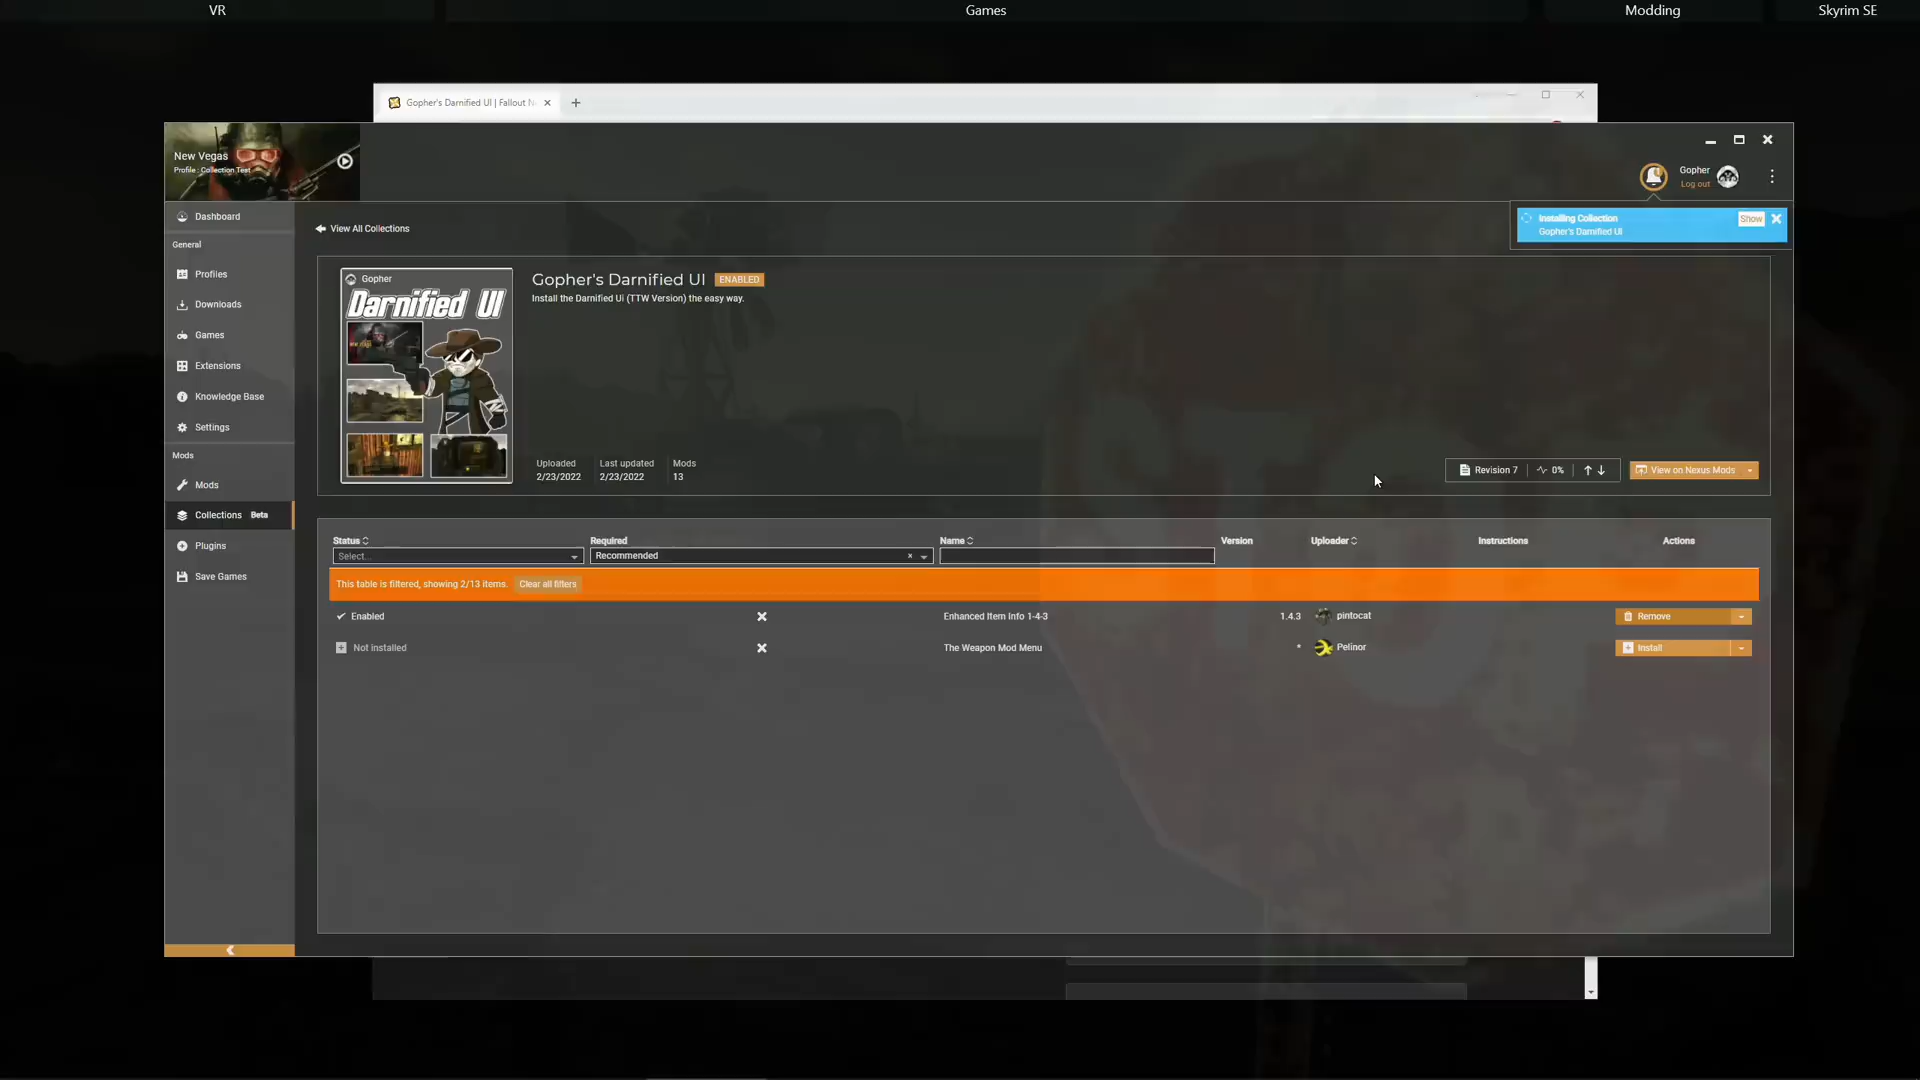 VR
Games
Modding
Skyrim SE
Gopher's Darnified UI | Fallout N
New Vegas
Profile : Collection Test
Gopher
Log out
Installing Collection
Gopher's Darnified UI
Show
Dashboard
General
Profiles
Downloads
Games
Extensions
Knowledge Base
Settings
Mods
Mods
Collections Beta
Plugins
Save Games
View All Collections
Gopher
Darnified UI
Gopher's Darnified UI ENABLED
Install the Darnified Ui (TTW Version) the easy way.
Uploaded
2/23/2022
Last updated
2/23/2022
Mods
13
Revision 7
0%
View on Nexus Mods
Status
Required
Name
Version
Uploader
Instructions
Actions
Select...
Recommended
This table is filtered, showing 2/13 items. Clear all filters
Enabled
Enhanced Item Info 1-4-3
1.4.3
pintocat
Remove
Not installed
The Weapon Mod Menu
*
Pelinor
Install